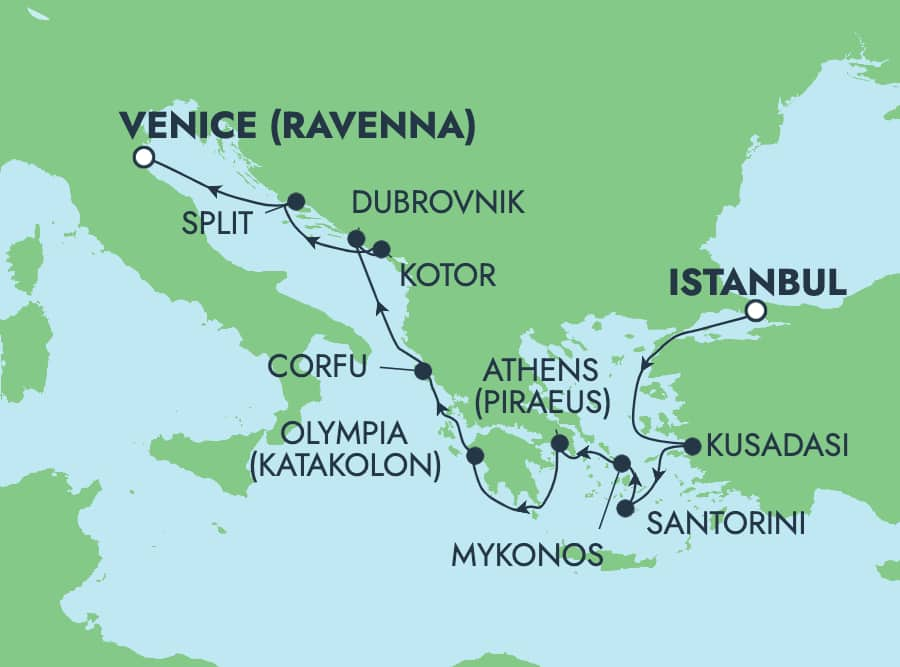 VENICE (RAVENNA)
DUBROVNIK
SPLIT
KOTOR
ISTANBUL
CORFU
ATHENS
(PIRAEUS)
OLYMPIA
(KATAKOLON)
KUSADASI
SANTORINI
MYKONOS